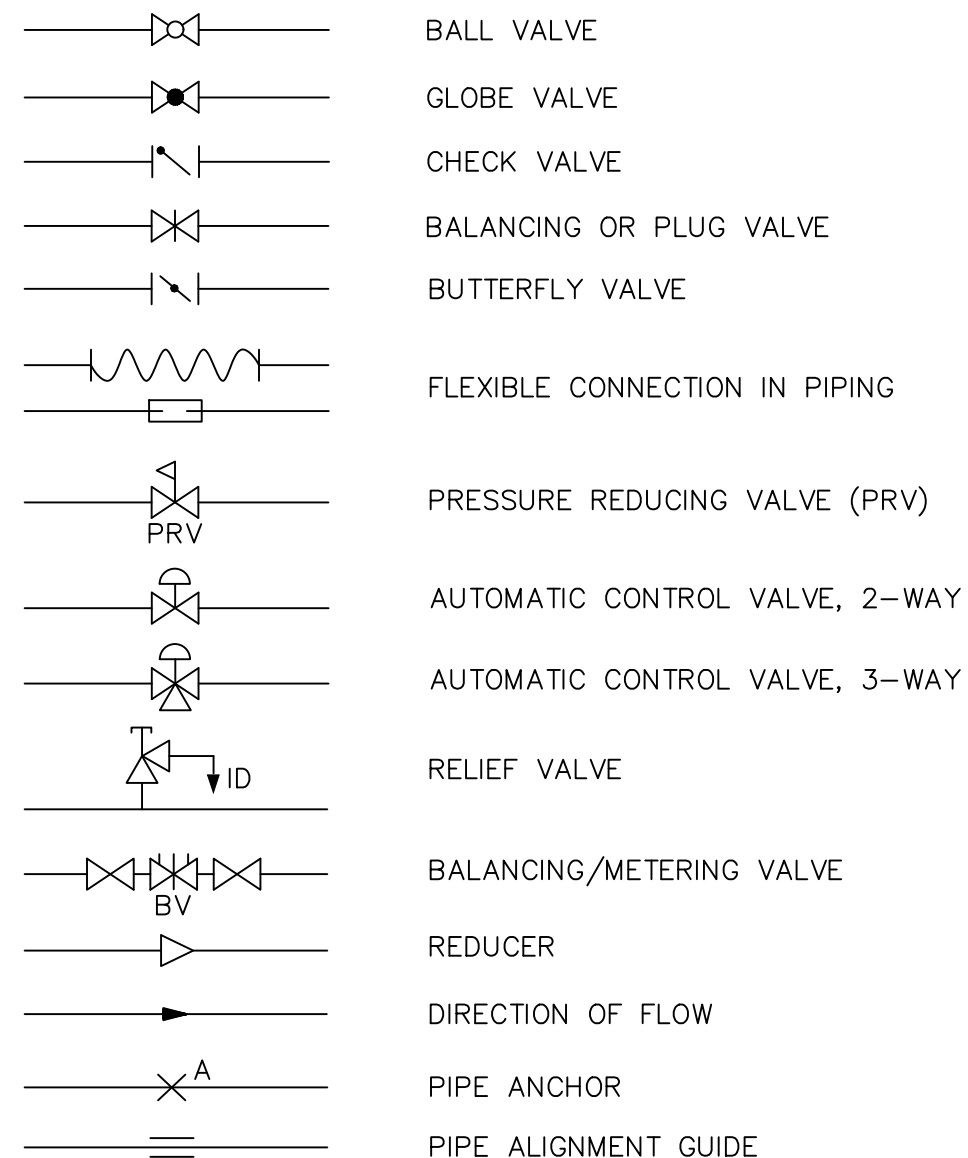 BALL VALVE
GLOBE VALVE
CHECK VALVE
BALANCING OR PLUG VALVE
BUTTERFLY VALVE
FLEXIBLE CONNECTION IN PIPING
PRESSURE REDUCING VALVE (PRV)
PRV
AUTOMATIC CONTROL VALVE, 2-WAY
AUTOMATIC CONTROL VALVE, 3-WAY
ID
RELIEF VALVE
BALANCING/METERING VALVE
BV
REDUCER
DIRECTION OF FLOW
A
PIPE ANCHOR
PIPE ALIGNMENT GUIDE